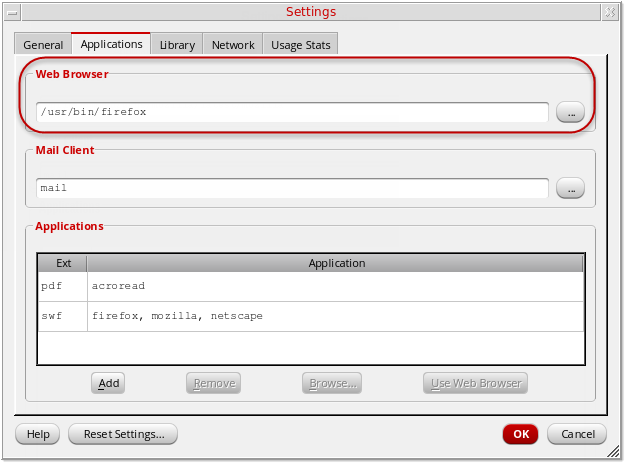 Settings
General Applications Library Network Usage Stats
Web Browser
/usr/bin/firefox ...
Mail Client
mail ...
Applications
Ext Application
pdf acroread
swf firefox, mozilla, netscape
Add Remove Browse... Use Web Browser
Help Reset Settings... OK Cancel